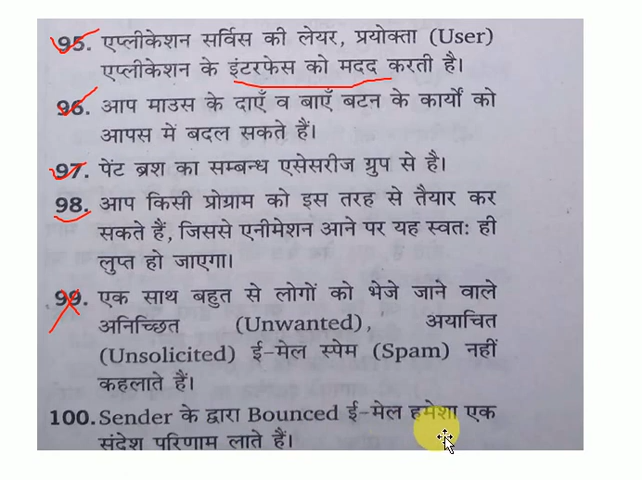 95. एप्लीकेशन सर्विस की लेयर, प्रयोक्ता (User)
एप्लीकेशन के इंटरफेस को मदद करती है।
96. आप माउस के दाएँ व बाएँ बटन के कार्यों को
आपस में बदल सकते हैं।
97. पेंट ब्रश का सम्बन्ध एसेसरीज ग्रुप से है।
98. आप किसी प्रोग्राम को इस तरह से तैयार कर
सकते हैं, जिससे एनीमेशन आने पर यह स्वतः ही
लुप्त हो जाएगा।
99. एक साथ बहुत से लोगों को भेजे जाने वाले
अनिच्छित (Unwanted), अयाचित
(Unsolicited) ई-मेल स्पेम (Spam) नहीं
कहलाते हैं।
100. Sender के द्वारा Bounced ई-मेल हमेशा एक
संदेश परिणाम लाते हैं।